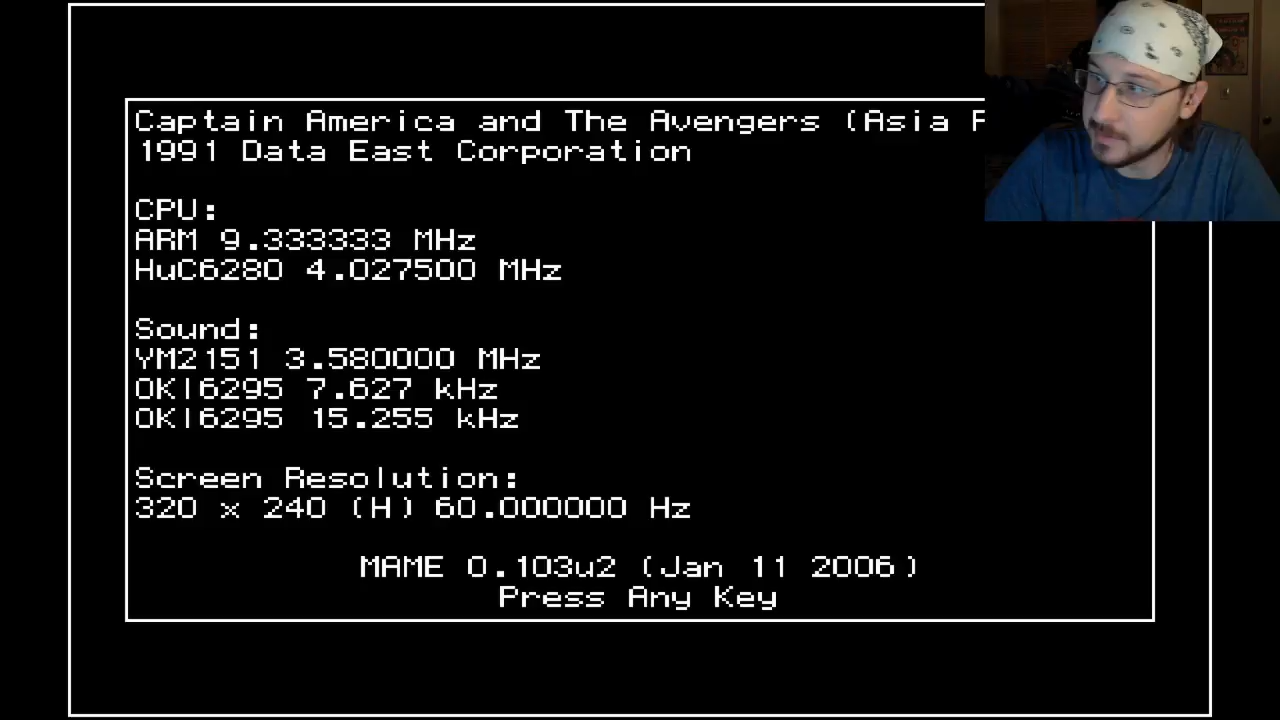 Captain America and The Avengers (Asia
1991 Data East Corporation
CPU:
ARM 9.333333 MHz
HuC6280 4.027500 MHz
Sound:
YM2151 3.580000 MHz
OKI6295 7.627 kHz
OKI6295 15.255 kHz
Screen Resolution:
320 x 240 (H) 60.000000 Hz
MAME 0.103u2 (Jan 11 2006)
Press Any Key